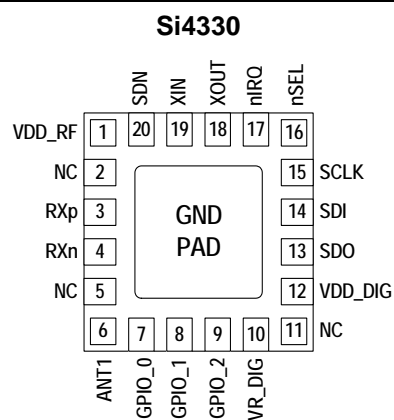 Si4330
SDN XIN XOUT nIRQ nSEL
20 19 18 17 16
VDD_RF 1
NC 2
RXp 3
RXn 4
NC 5
6
GND
PAD
15 SCLK
14 SDI
13 SDO
12 VDD_DIG
11 NC
7 8 9 10
ANT1 GPIO_0 GPIO_1 GPIO_2 VR_DIG